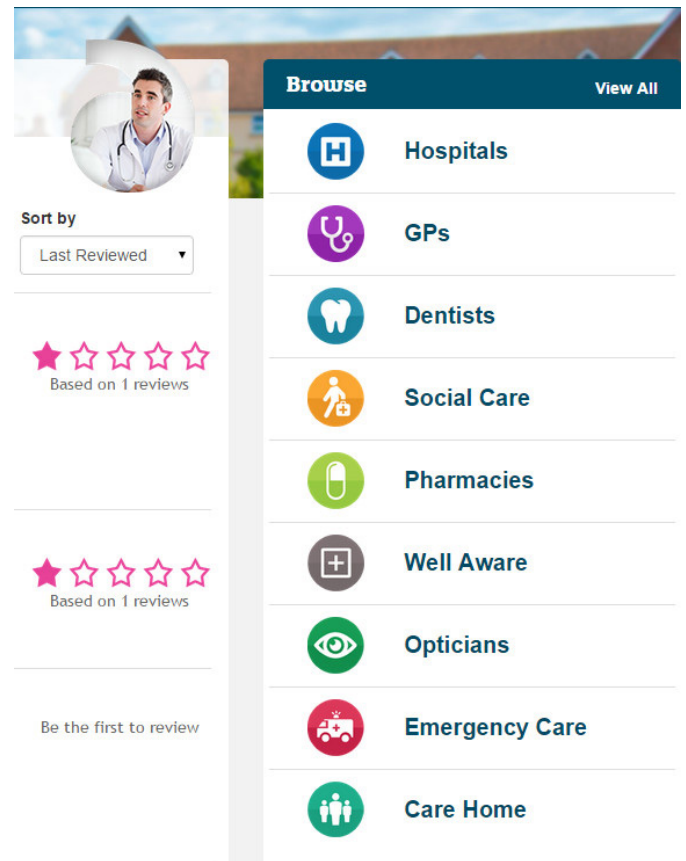 Sort by
Last Reviewed
Based on 1 reviews
Based on 1 reviews
Be the first to review
Browse
View All
H
Hospitals
GPs
Dentists
Social Care
Pharmacies
Well Aware
Opticians
Emergency Care
Care Home